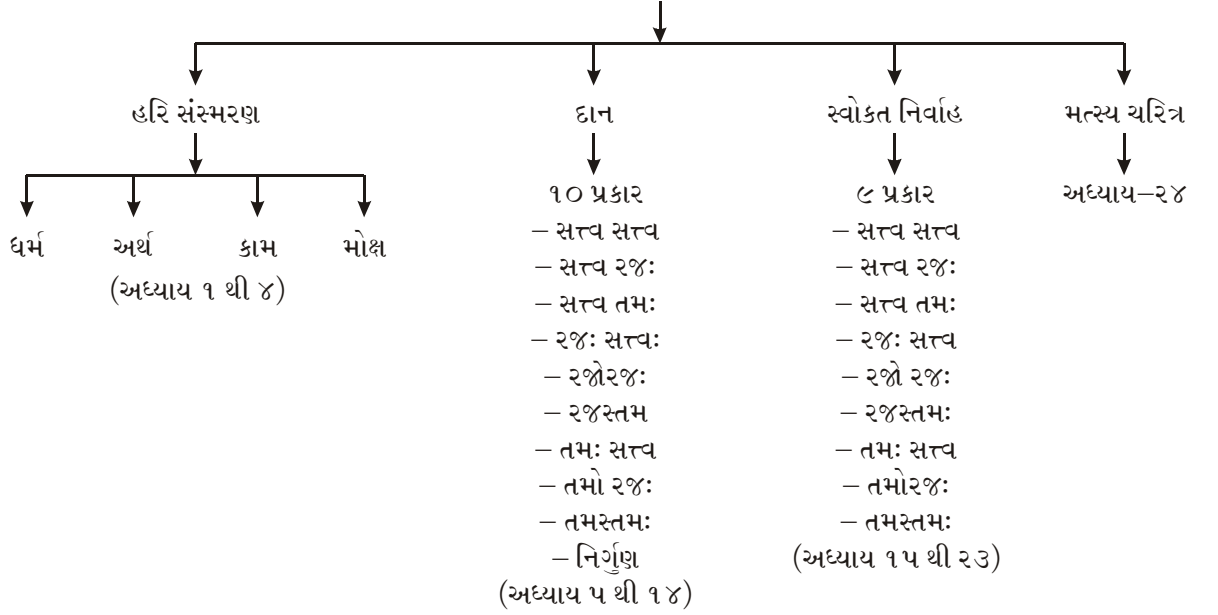 હરિ સંસ્મરણ
ધર્મ
અર્થ
કામ
મોક્ષ
(અધ્યાય ૧ થી ૪)
દાન
૧૦ પ્રકાર
– સત્ત્વ સત્ત્વ
– સત્ત્વ રજઃ
– સત્ત્વ તમઃ
– રજઃ સત્ત્વઃ
– રજોરજઃ
– રજસ્તમ
– તમઃ સત્ત્વ
– તમો રજઃ
– તમસ્તમઃ
– નિર્ગુણ
(અધ્યાય ૫ થી ૧૪)
સ્વોકત નિર્વાહ
૯ પ્રકાર
– સત્ત્વ સત્ત્વ
– સત્ત્વ રજઃ
– સત્ત્વ તમઃ
– રજઃ સત્ત્વ
– રજો રજઃ
– રજસ્તમઃ
– તમઃ સત્ત્વ
– તમોરજઃ
– તમસ્તમઃ
(અધ્યાય ૧૫ થી ૨૩)
મત્સ્ય ચરિત્ર
અધ્યાય–૨૪